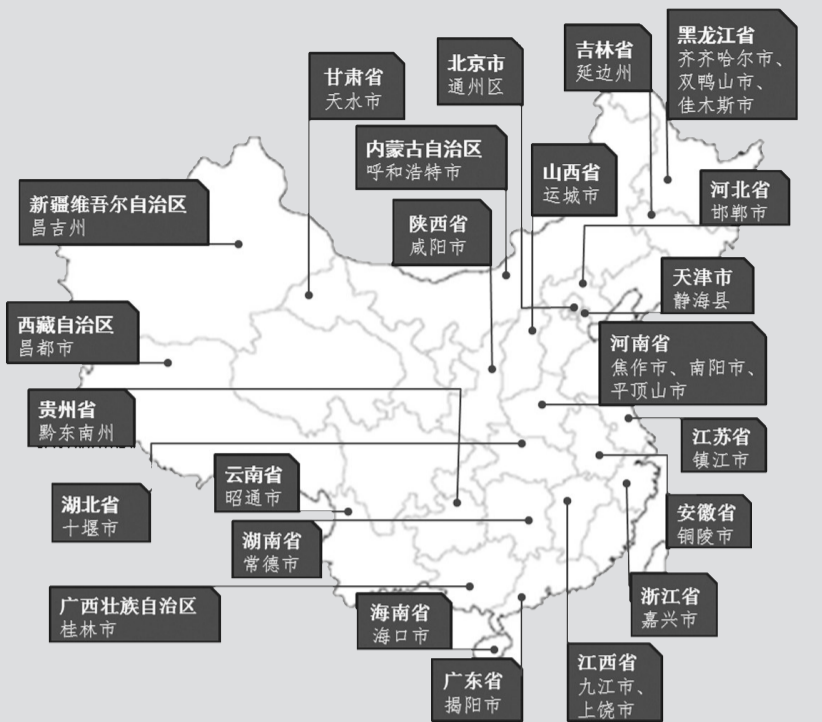 黑龙江省
齐齐哈尔市、
双鸭山市、
佳木斯市
吉林省
延边州
北京市
通州区
甘肃省
天水市
内蒙古自治区
呼和浩特市
山西省
运城市
河北省
邯郸市
新疆维吾尔自治区
昌吉州
陕西省
咸阳市
天津市
静海县
西藏自治区
昌都市
河南省
焦作市、南阳市、
平顶山市
贵州省
黔东南州
江苏省
镇江市
云南省
昭通市
湖北省
十堰市
安徽省
铜陵市
湖南省
常德市
浙江省
嘉兴市
广西壮族自治区
桂林市
海南省
海口市
江西省
九江市、
上饶市
广东省
揭阳市